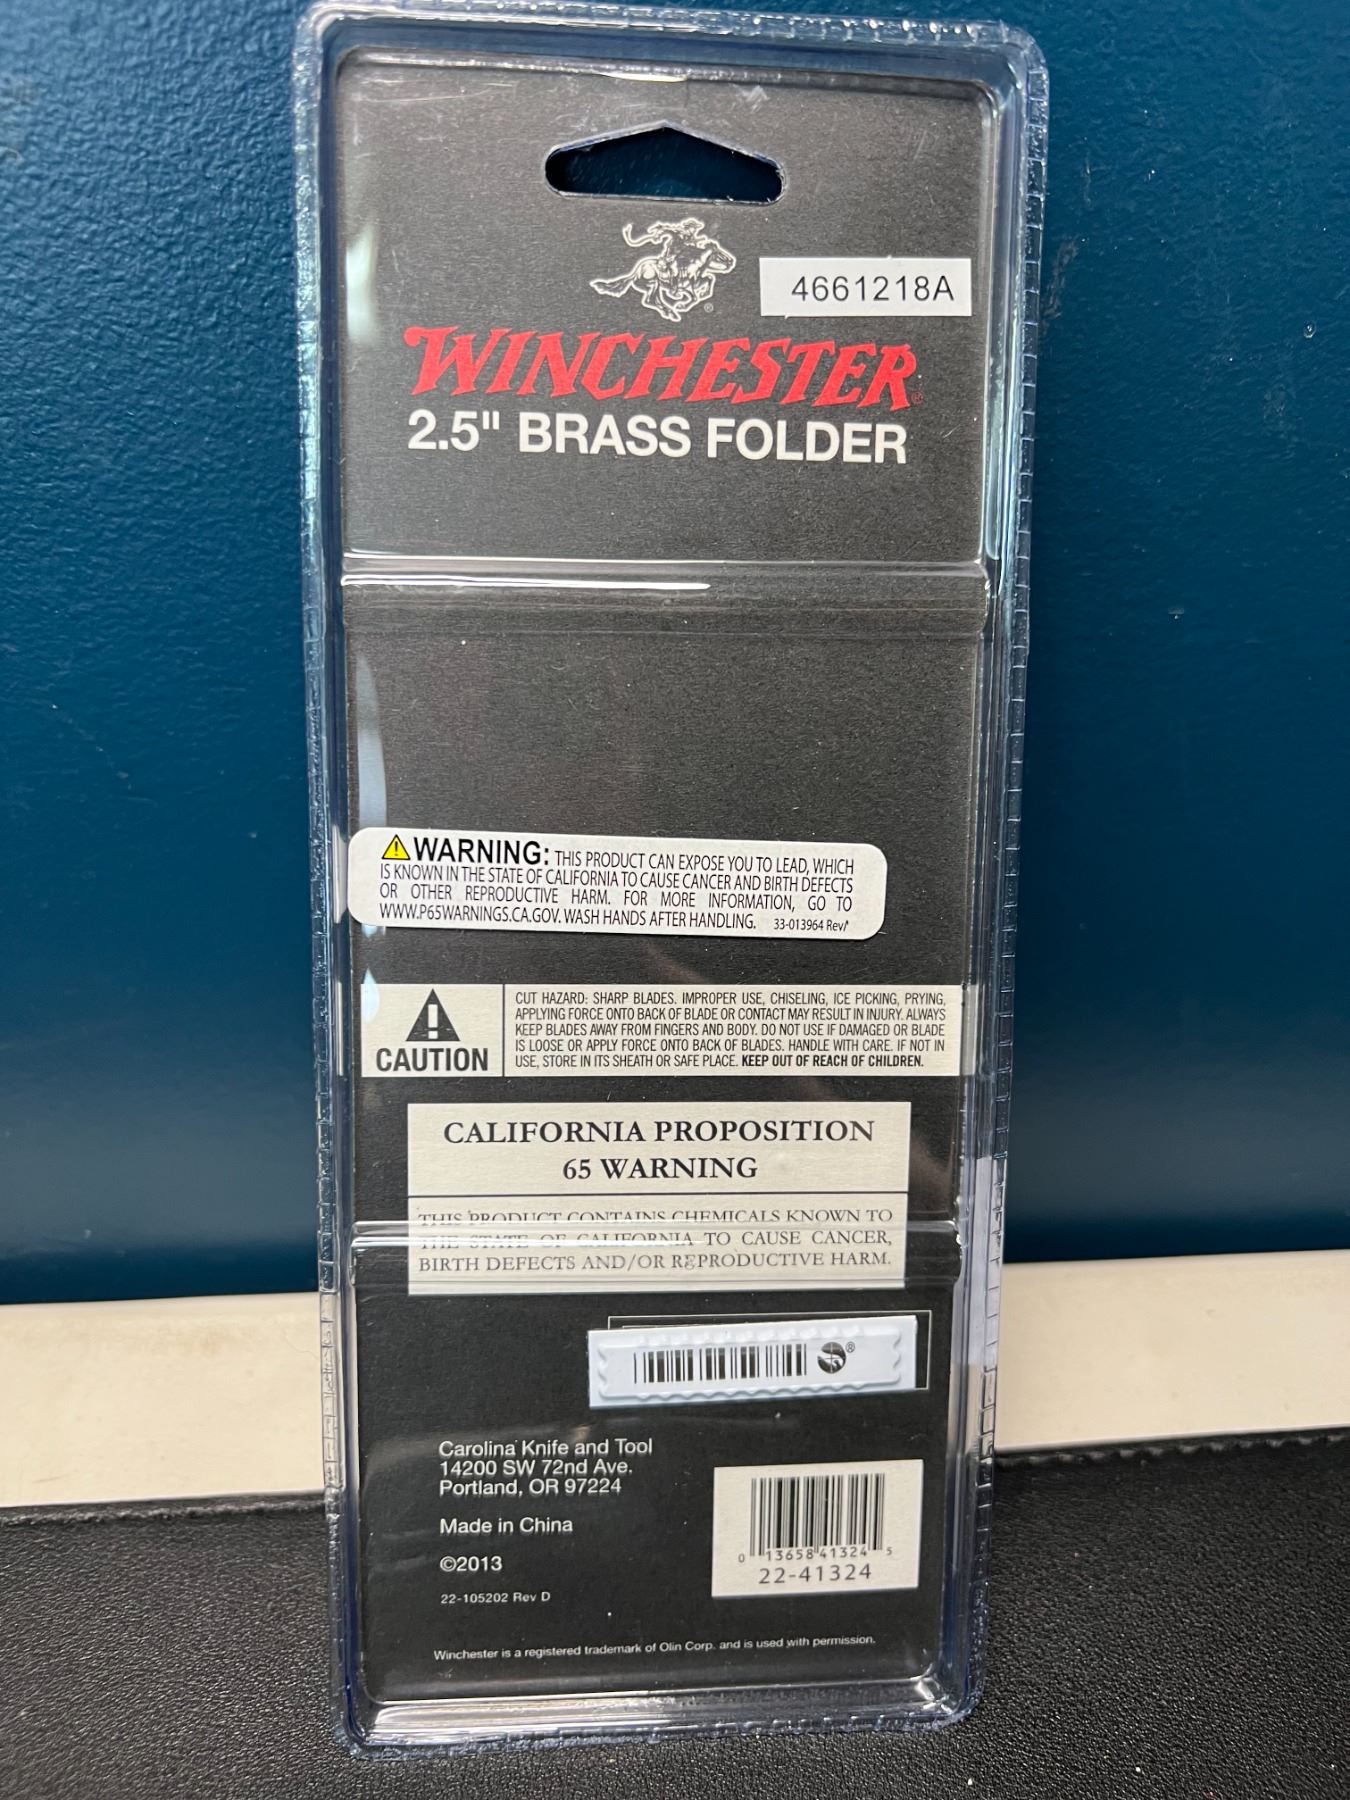 4661218A
WINCHESTER®
2.5" BRASS FOLDER
⚠WARNING: THIS PRODUCT CAN EXPOSE YOU TO LEAD, WHICH
IS KNOWN IN THE STATE OF CALIFORNIA TO CAUSE CANCER AND BIRTH DEFECTS
OR OTHER REPRODUCTIVE HARM. FOR MORE INFORMATION, GO TO
WWW.P65WARNINGS.CA.GOV. WASH HANDS AFTER HANDLING. 33-013964 Rev
CAUTION
CUT HAZARD: SHARP BLADES. IMPROPER USE, CHISELING, ICE PICKING, PRYING,
APPLYING FORCE ONTO BACK OF BLADE OR CONTACT MAY RESULT IN INJURY. ALWAYS
KEEP BLADES AWAY FROM FINGERS AND BODY. DO NOT USE IF DAMAGED OR BLADE
IS LOOSE OR APPLY FORCE ONTO BACK OF BLADES. HANDLE WITH CARE. IF NOT IN
USE, STORE IN ITS SHEATH OR SAFE PLACE. KEEP OUT OF REACH OF CHILDREN.
CALIFORNIA PROPOSITION
65 WARNING
THIS PRODUCT CONTAINS CHEMICALS KNOWN TO
THE STATE OF CALIFORNIA TO CAUSE CANCER,
BIRTH DEFECTS AND/OR REPRODUCTIVE HARM.
Carolina Knife and Tool
14200 SW 72nd Ave.
Portland, OR 97224
Made in China
©2013
22-105202 Rev D
0 13658 41324 5
22-41324
Winchester is a registered trademark of Olin Corp. and is used with permission.